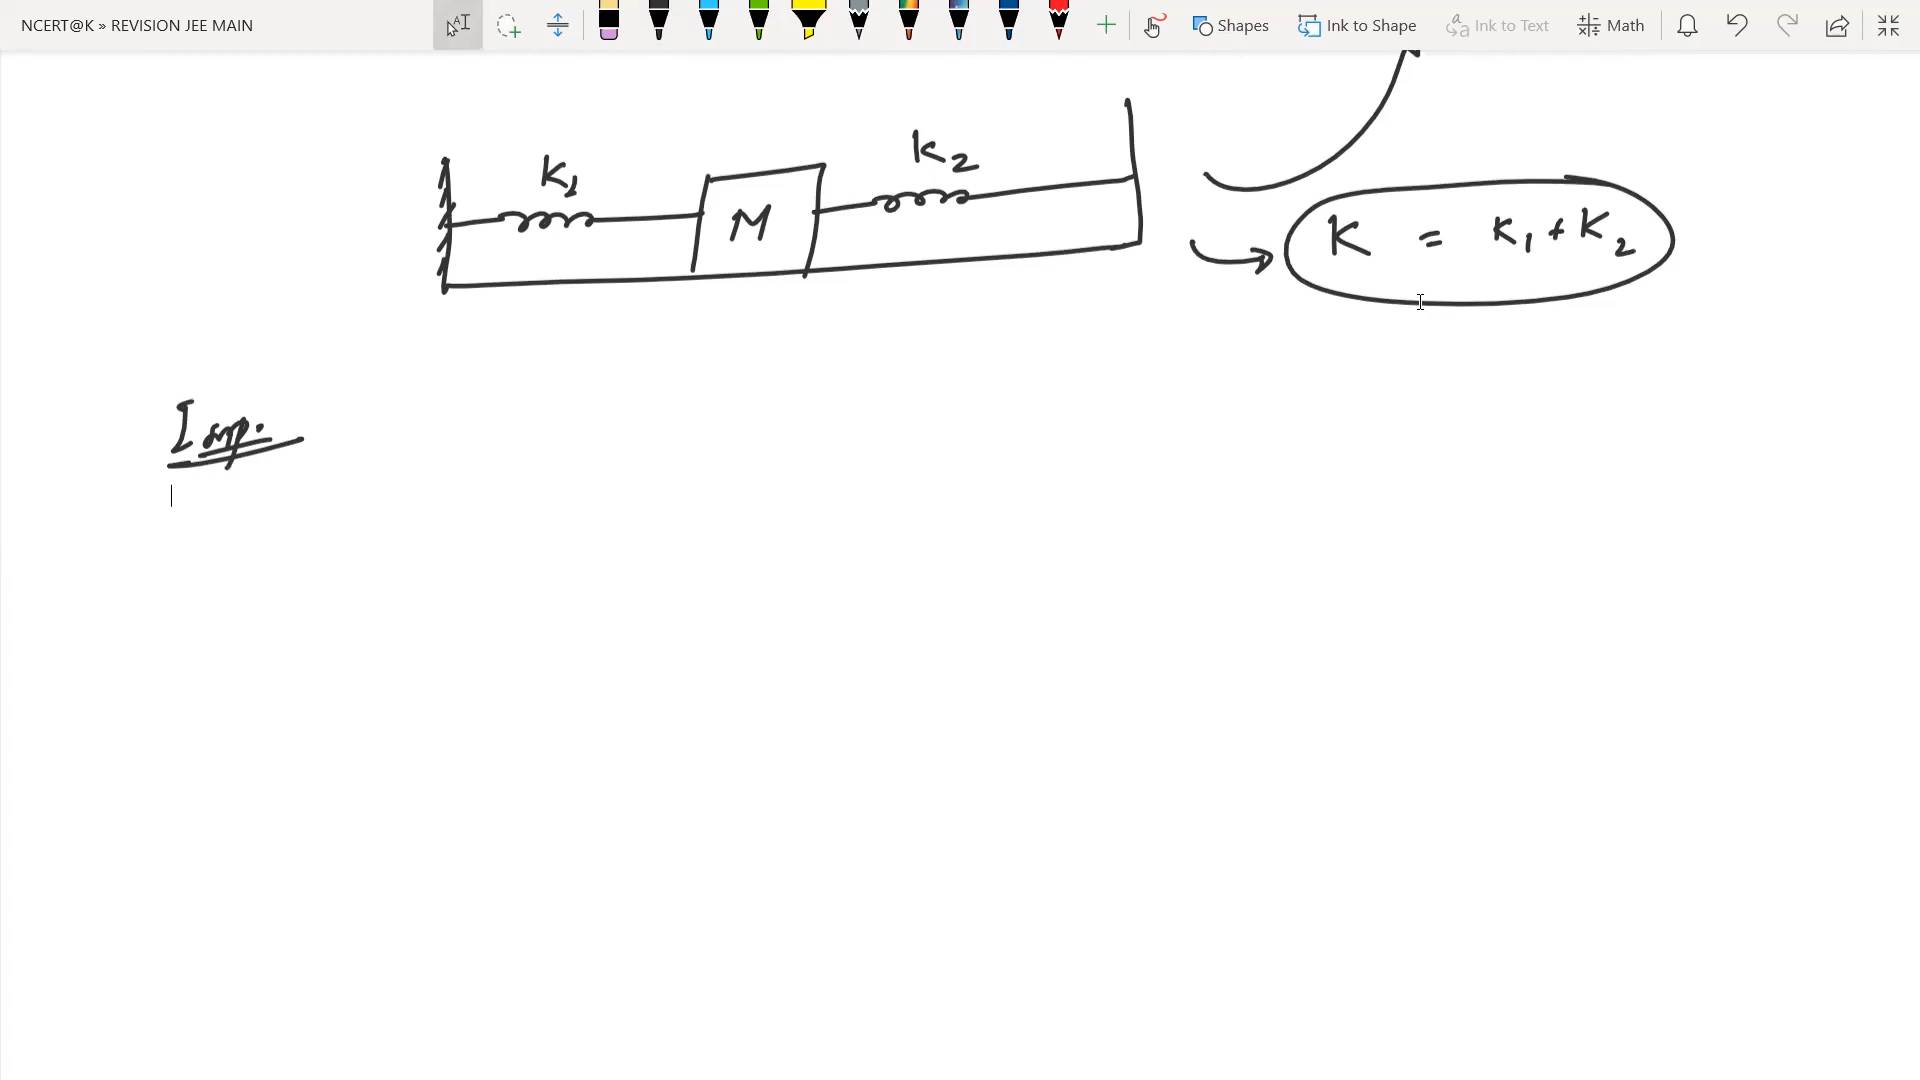 NCERT@K » REVISION JEE MAIN
Shapes
Ink to Shape
Ink to Text
Math
K₁
M
K₂
K = K₁ + K₂
Imp.